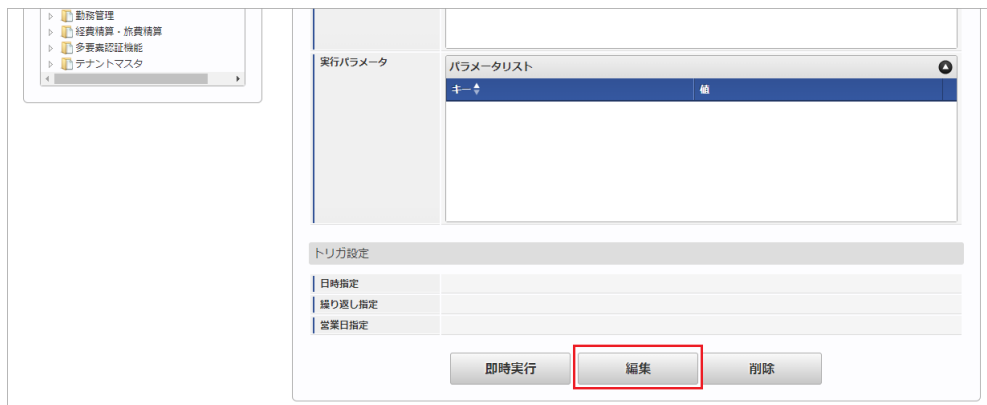 勤務管理
経費精算・旅費精算
多要素認証機能
テナントマスタ
実行パラメータ
パラメータリスト
キー 値
トリガ設定
日時指定
繰り返し指定
営業日指定
即時実行 編集 削除